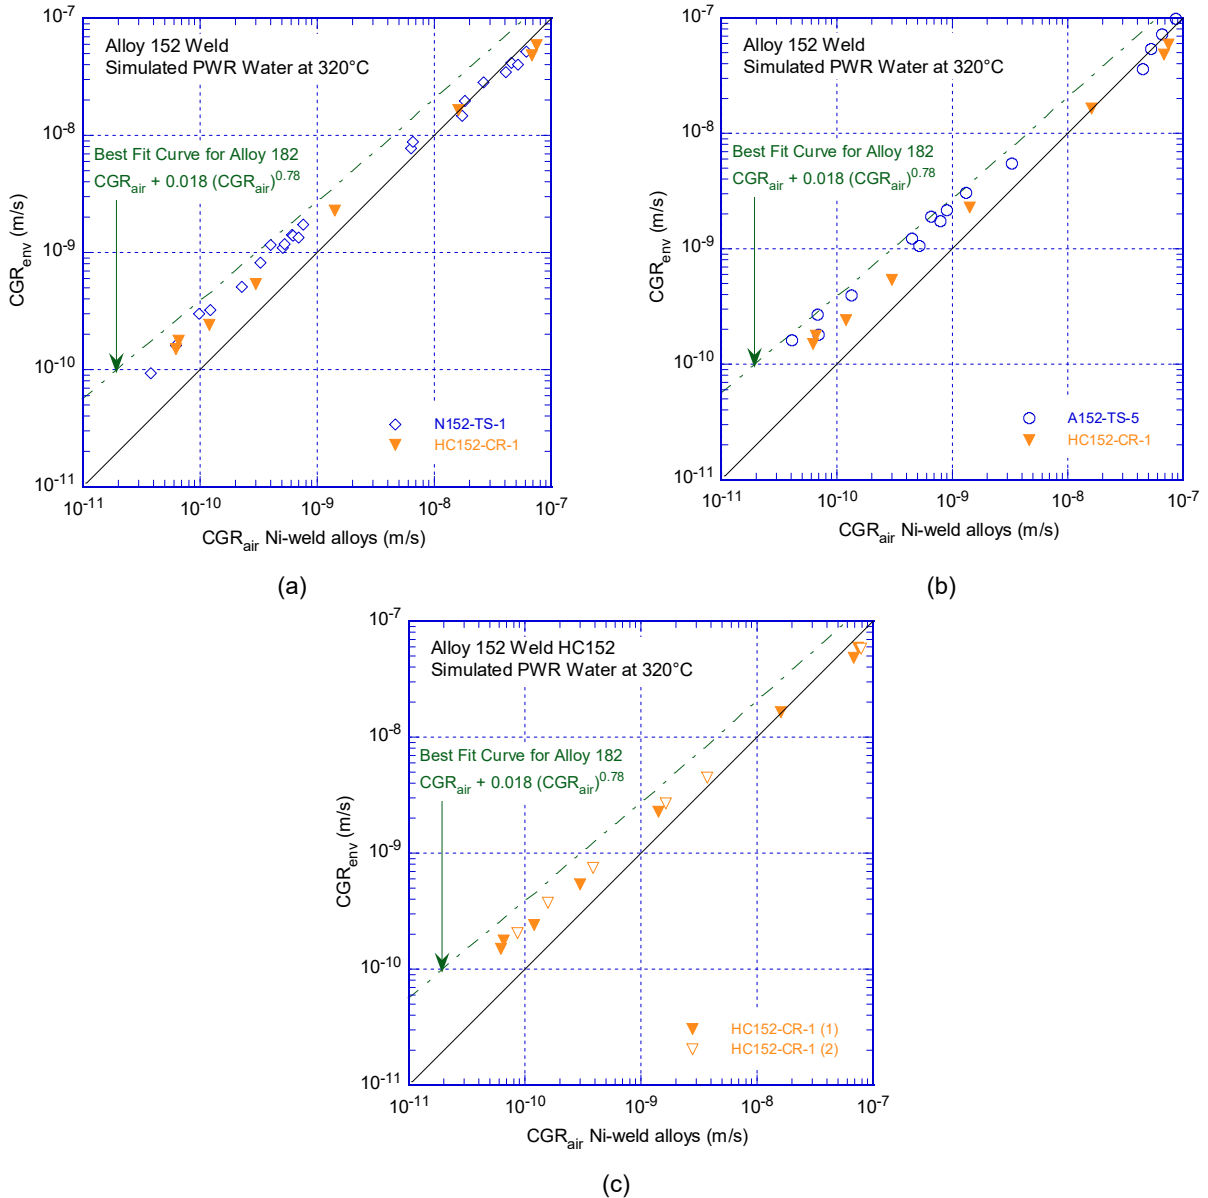 Alloy 152 Weld
Simulated PWR Water at 320°C
Best Fit Curve for Alloy 182
CGRair + 0.018 (CGRair)0.78
N152-TS-1
HC152-CR-1
10-7
10-8
10-9
10-10
10-11
CGRenv (m/s)
10-11 10-10 10-9 10-8 10-7
CGRair Ni-weld alloys (m/s)
(a)
Alloy 152 Weld
Simulated PWR Water at 320°C
Best Fit Curve for Alloy 182
CGRair + 0.018 (CGRair)0.78
A152-TS-5
HC152-CR-1
10-7
10-8
10-9
10-10
10-11
CGRenv (m/s)
10-11 10-10 10-9 10-8 10-7
CGRair Ni-weld alloys (m/s)
(b)
Alloy 152 Weld HC152
Simulated PWR Water at 320°C
Best Fit Curve for Alloy 182
CGRair + 0.018 (CGRair)0.78
HC152-CR-1 (1)
HC152-CR-1 (2)
10-7
10-8
10-9
10-10
10-11
CGRenv (m/s)
10-11 10-10 10-9 10-8 10-7
CGRair Ni-weld alloys (m/s)
(c)